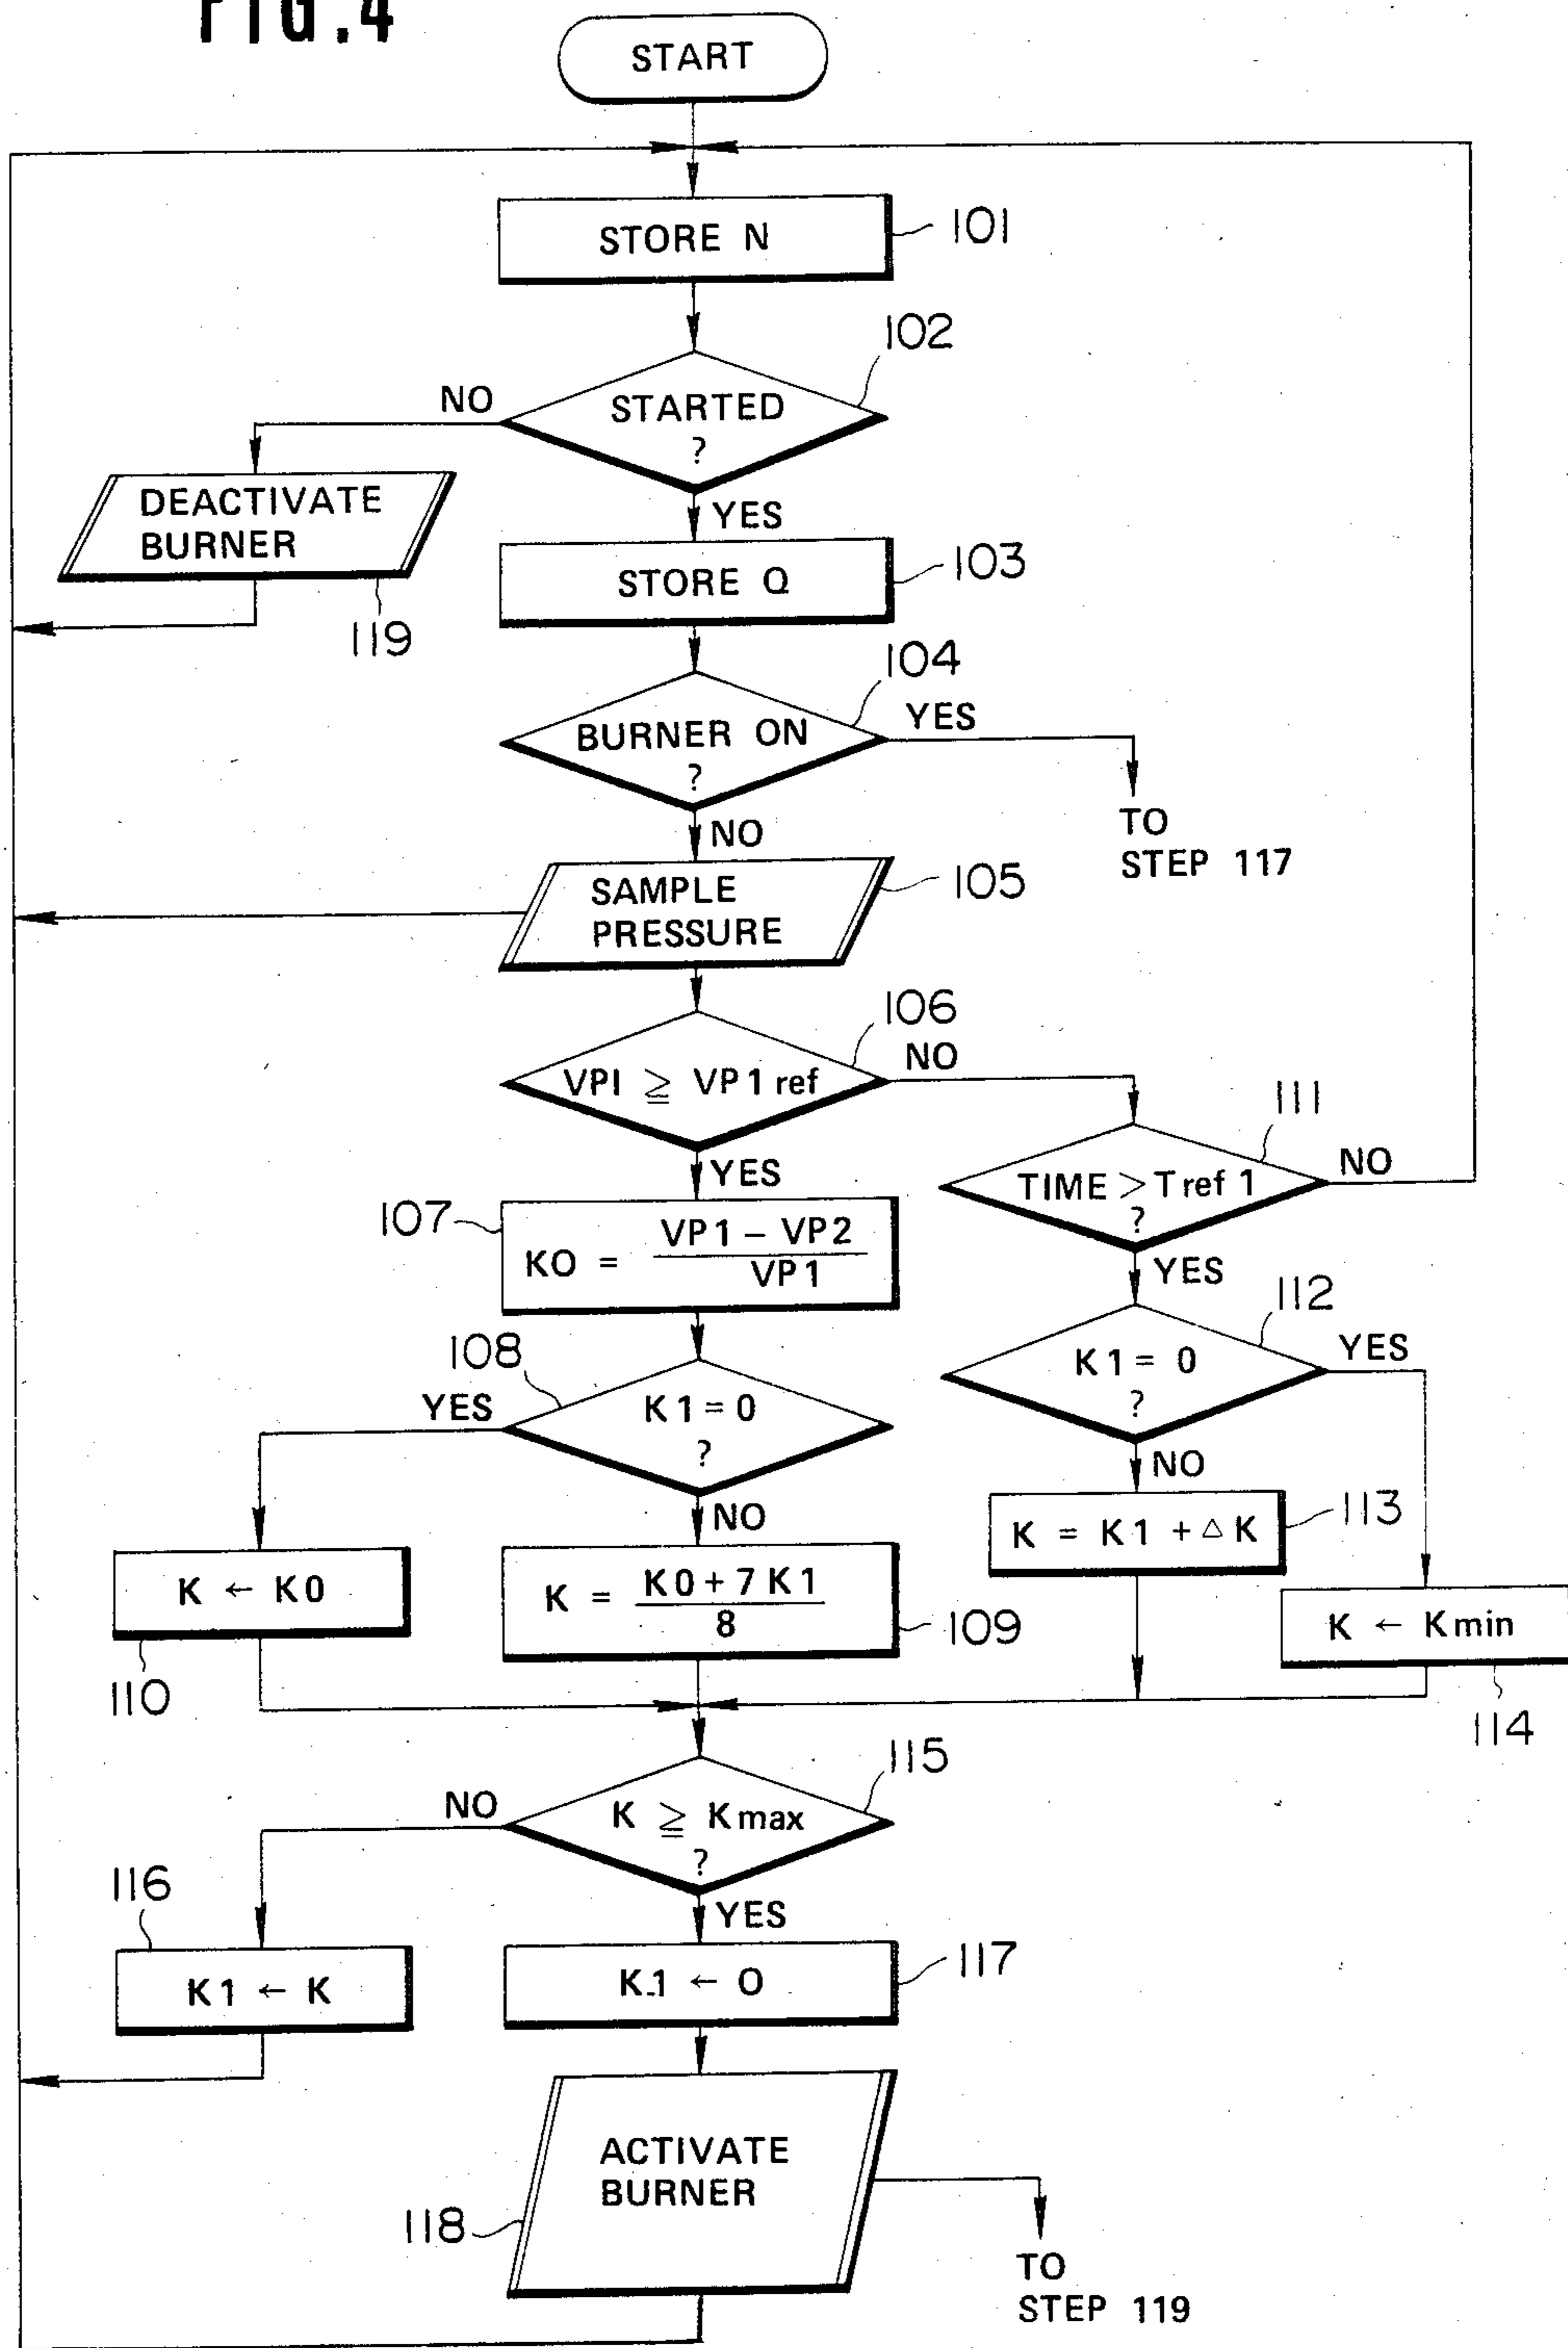 FIG.4
START
STORE N
101
102
NO
STARTED
?
DEACTIVATE
BURNER
YES
119
STORE Q
103
104
BURNER ON
?
YES
NO
TO
STEP 117
SAMPLE
PRESSURE
105
106
VPI ≧ VP1 ref
NO
111
YES
TIME > Tref 1
?
NO
107
KO = VP1 - VP2
VP1
YES
112
108
K1 = 0
?
YES
YES
K1 = 0
?
NO
NO
K = K1 + △K
113
K ← K0
K = K0 + 7 K1
8
109
K ← Kmin
110
114
115
NO
K ≧ Kmax
?
116
YES
K1 ← K
K.1 ← O
117
ACTIVATE
BURNER
118
TO
STEP 119